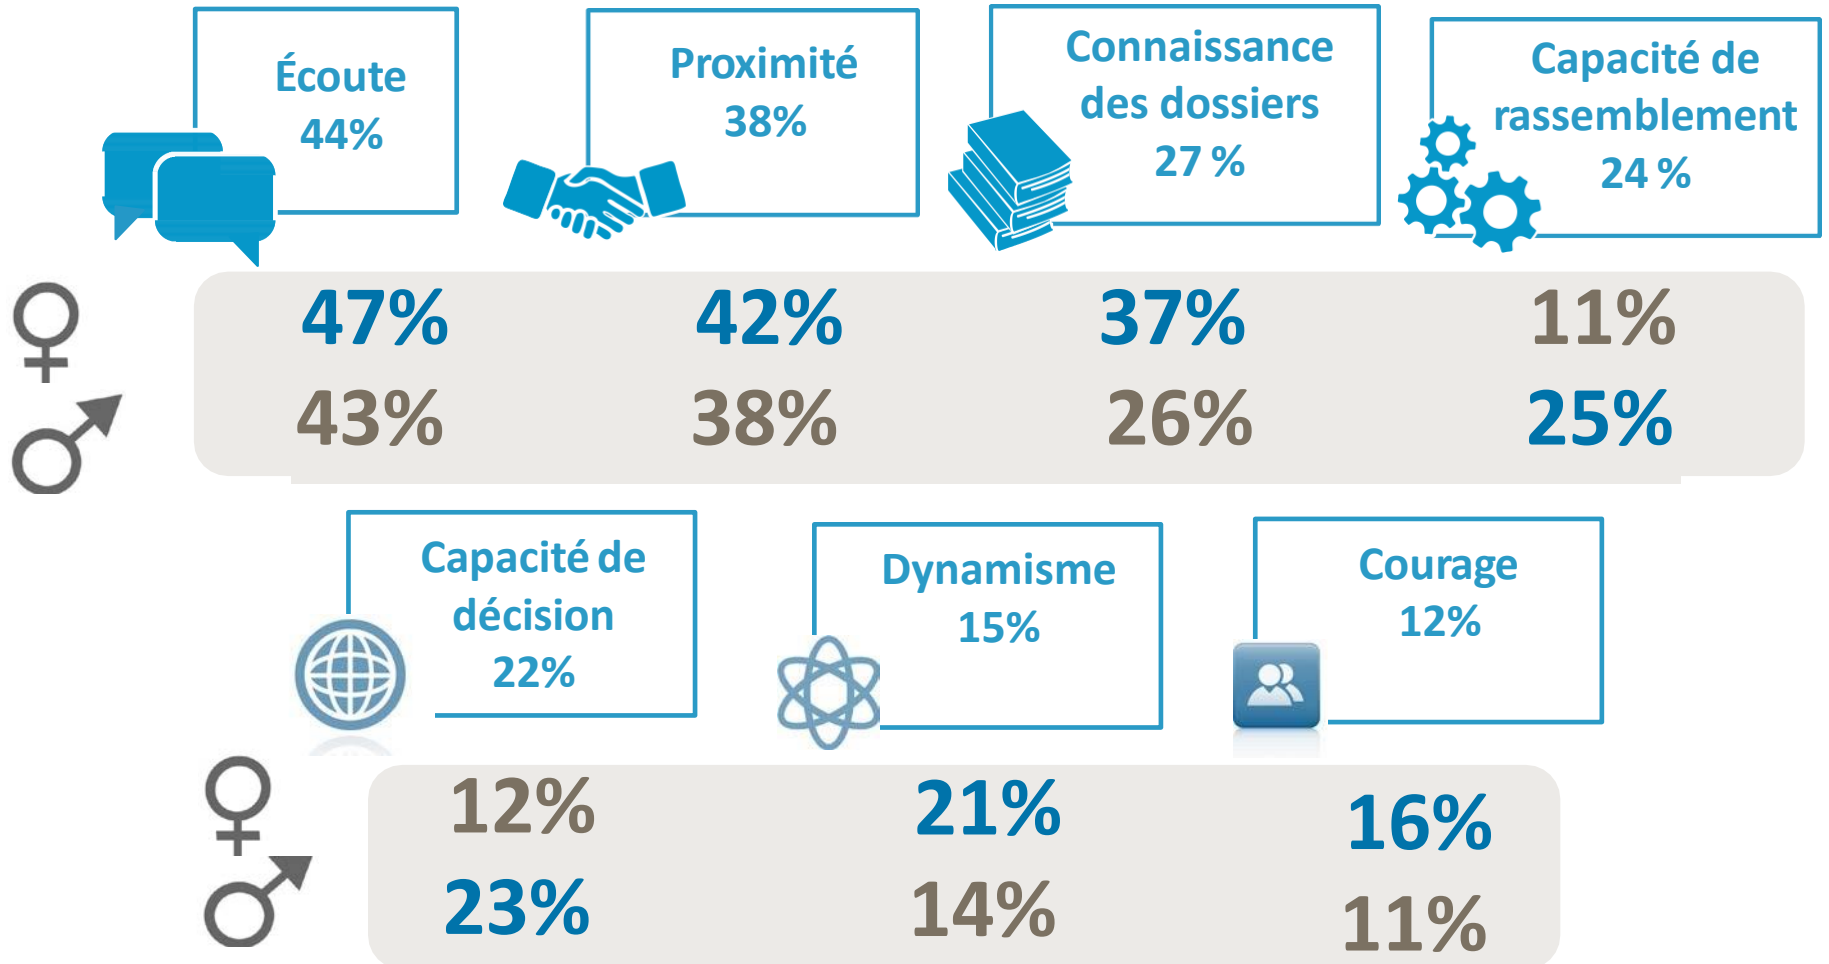 Écoute
44%
Proximité
38%
Connaissance
des dossiers
27 %
Capacité de
rassemblement
24 %
47% 42% 37% 11%
43% 38% 26% 25%
Capacité de
décision
22%
Dynamisme
15%
Courage
12%
12% 21% 16%
23% 14% 11%